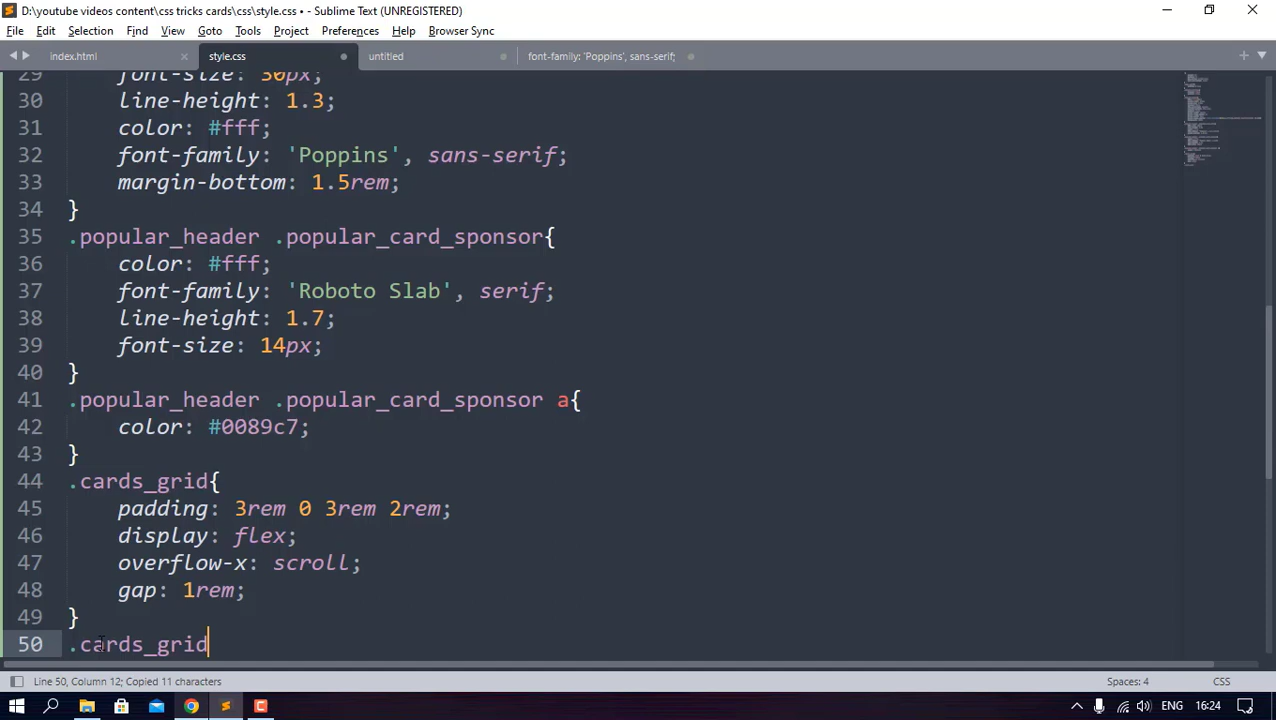 D:\youtube videos content\css tricks cards\css\style.css • - Sublime Text (UNREGISTERED)
File Edit Selection Find View Goto Tools Project Preferences Help Browser Sync
index.html style.css untitled font-family: 'Poppins', sans-serif;
29 font-size: 50px;
30 line-height: 1.3;
31 color: #fff;
32 font-family: 'Poppins', sans-serif;
33 margin-bottom: 1.5rem;
34 }
35 .popular_header .popular_card_sponsor{
36 color: #fff;
37 font-family: 'Roboto Slab', serif;
38 line-height: 1.7;
39 font-size: 14px;
40 }
41 .popular_header .popular_card_sponsor a{
42 color: #0089c7;
43 }
44 .cards_grid{
45 padding: 3rem 0 3rem 2rem;
46 display: flex;
47 overflow-x: scroll;
48 gap: 1rem;
49 }
50 .cards_grid
Line 50, Column 12; Copied 11 characters Spaces: 4 CSS
ENG 16:24